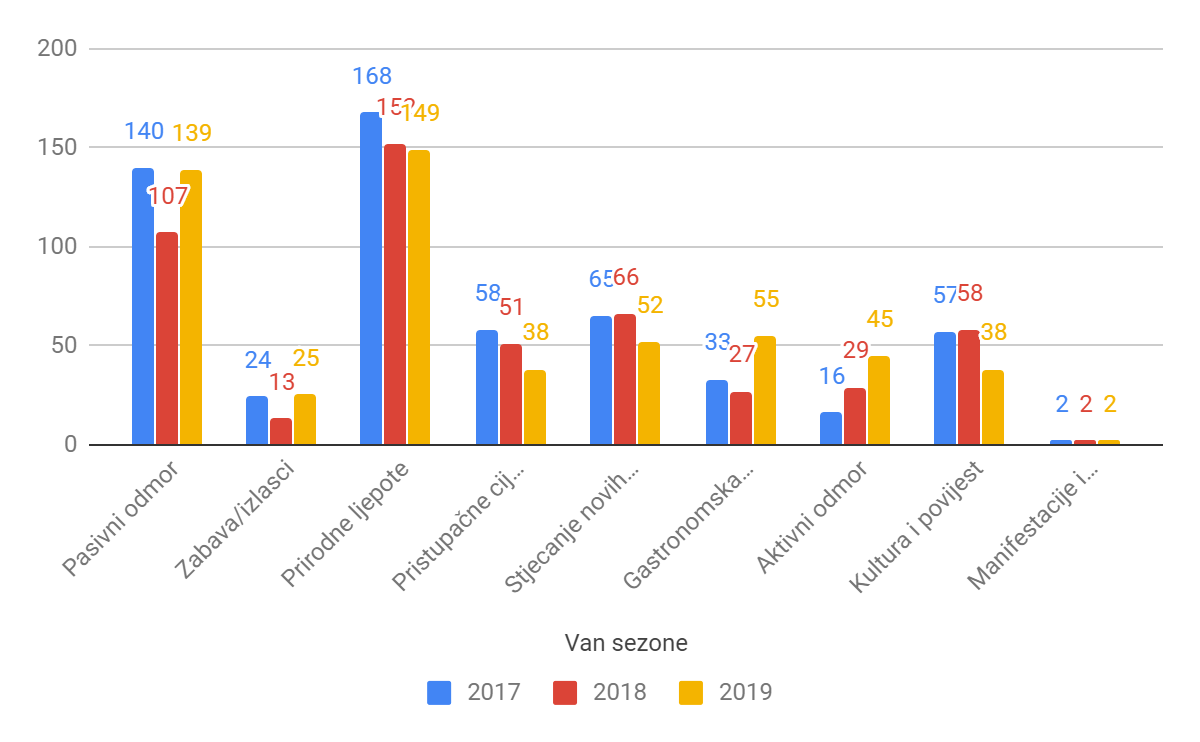 200
150
100
50
0
140
107
139
24
13
25
168
152
149
58
51
38
65
66
52
33
27
55
16
29
45
57
58
38
2
2
2
Pasivni odmor
Zabava/izlasci
Prirodne ljepote
Pristupačne cij...
Stjecanje novih...
Gastronomska...
Aktivni odmor
Kultura i povijest
Manifestacije i...
Van sezone
2017 2018 2019